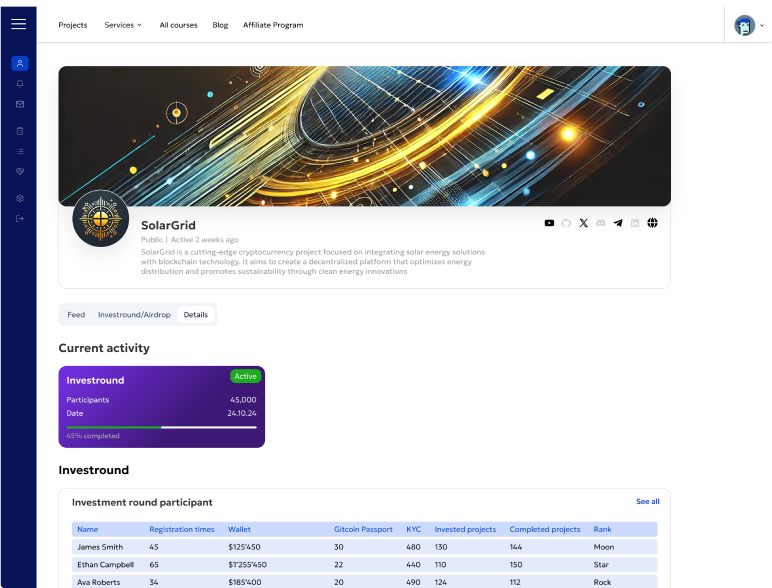 Projects Services All courses Blog Affiliate Program
SolarGrid
Public | Active 2 weeks ago
SolarGrid is a cutting-edge cryptocurrency project focused on integrating solar energy solutions
with blockchain technology. It aims to create a decentralized platform that optimizes energy
distribution and promotes sustainability through clean energy innovations
Feed Investround/Airdrop Details
Current activity
Investround Active
Participants 45,000
Date 24.10.24
45% completed
Investround
Investment round participant See all
Name Registration times Wallet Gitcoin Passport KYC Invested projects Completed projects Rank
James Smith 45 $125'450 30 480 130 144 Moon
Ethan Campbell 65 $1'255'450 22 440 110 150 Star
Ava Roberts 34 $185'400 20 490 124 112 Rock